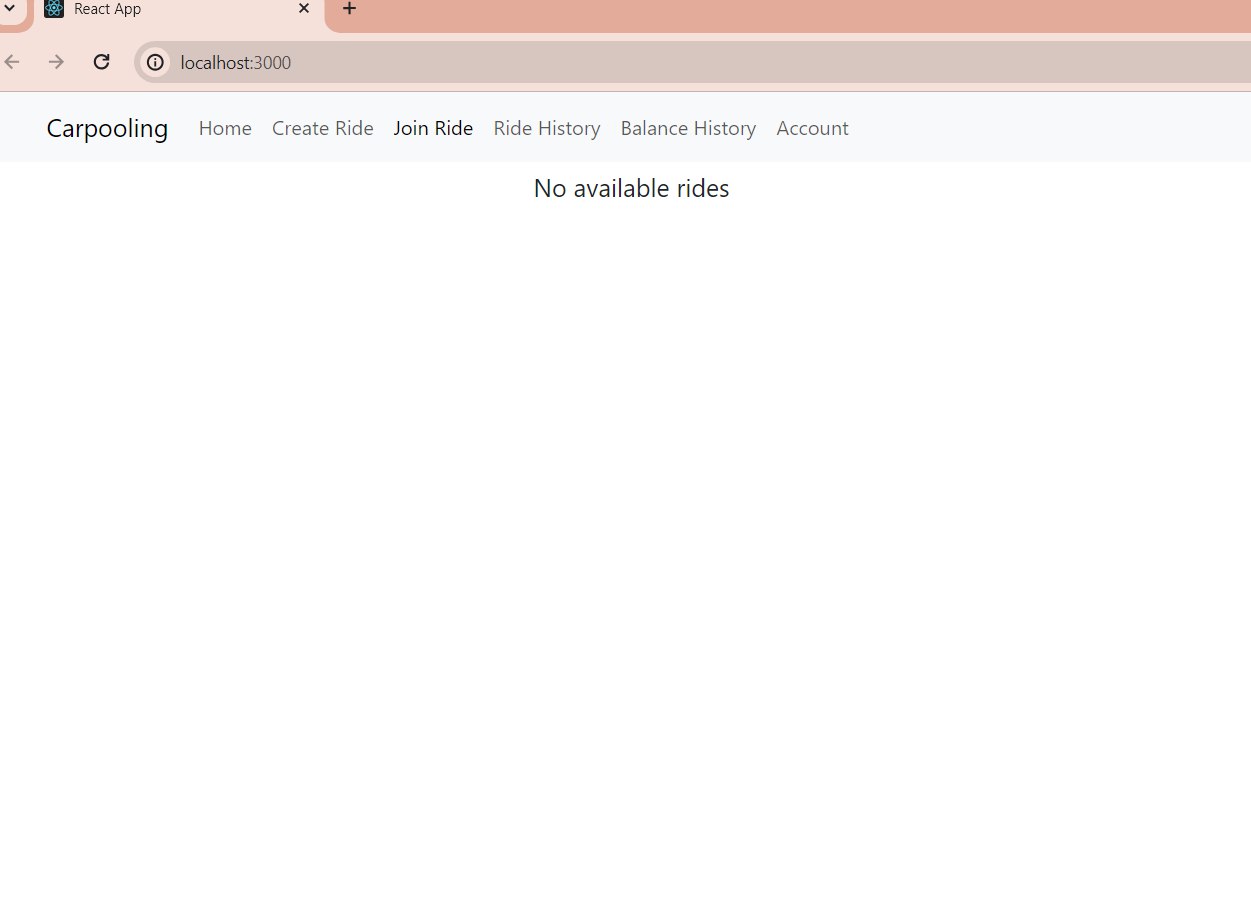 React App
localhost:3000
Carpooling Home Create Ride Join Ride Ride History Balance History Account
No available rides